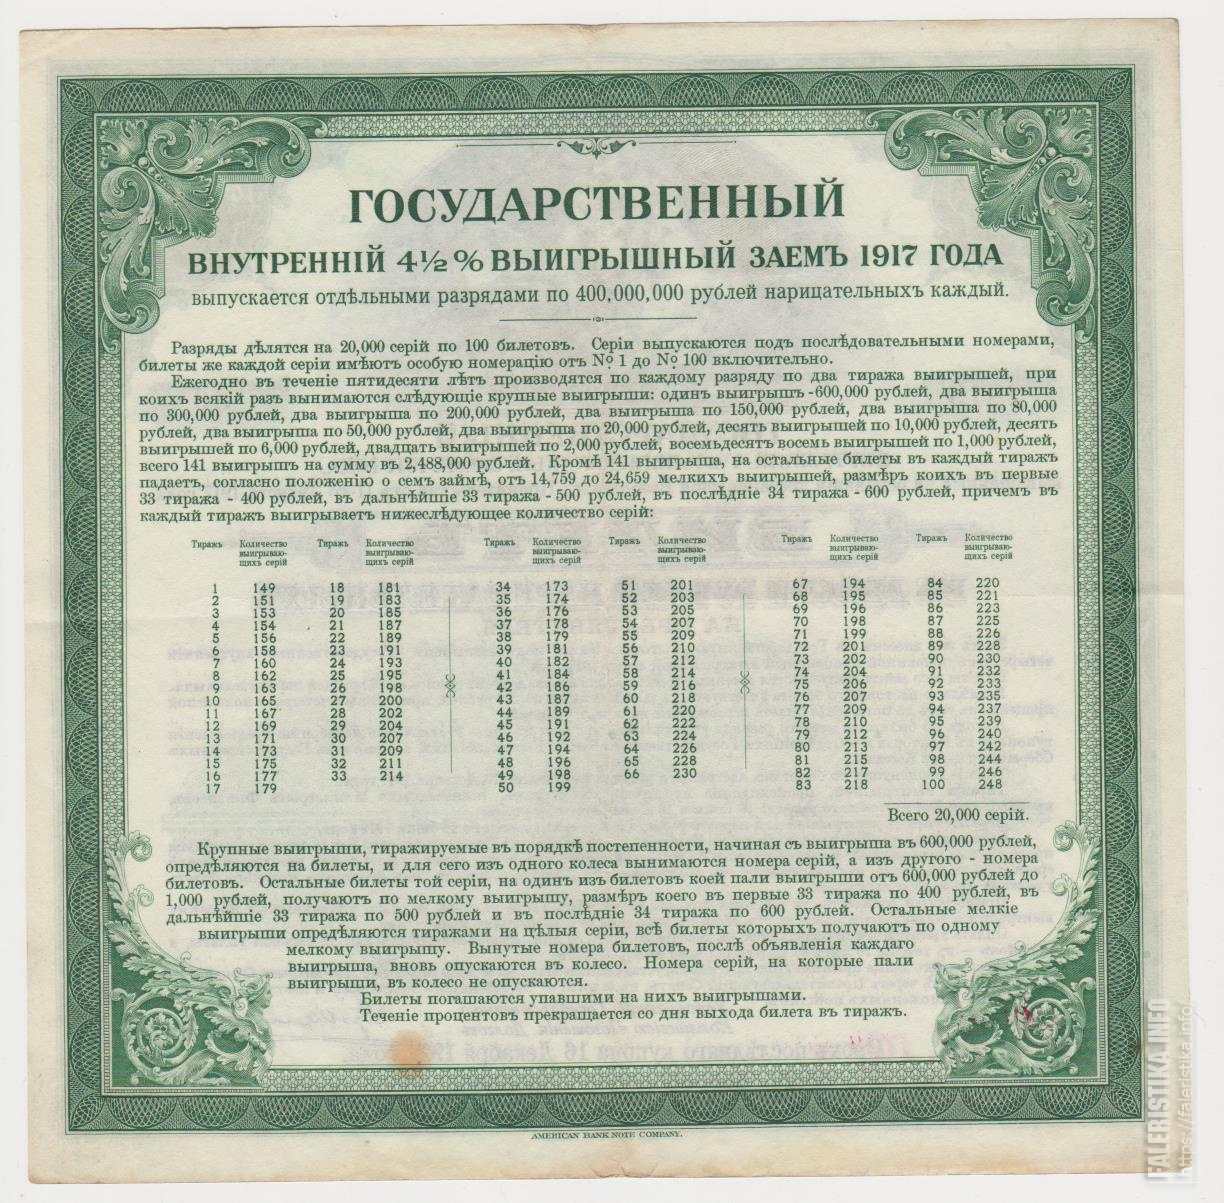 ГОСУДАРСТВЕННЫЙ
ВНУТРЕННІЙ 4½% ВЫИГРЫШНЫЙ ЗАЕМЪ 1917 ГОДА
выпускается отдѣльными разрядами по 400,000,000 рублей нарицательныхъ каждый.
Разряды дѣлятся на 20,000 серій по 100 билетовъ. Серіи выпускаются подъ послѣдовательными номерами,
билеты же каждой серіи имѣютъ особую номерацію отъ № 1 до № 100 включительно.
Ежегодно въ теченіе пятидесяти лѣтъ производятся по каждому разряду по два тиража выигрышей, при
коихъ всякій разъ вынимаются слѣдующіе крупные выигрыши: одинъ выигрышъ -600,000 рублей, два выигрыша
по 300,000 рублей, два выигрыша по 200,000 рублей, два выигрыша по 150,000 рублей, два выигрыша по 80,000
рублей, два выигрыша по 50,000 рублей, два выигрыша по 20,000 рублей, десять выигрышей по 10,000 рублей, десять
выигрышей по 6,000 рублей, двадцать выигрышей по 2,000 рублей, восемьдесятъ восемь выигрышей по 1,000 рублей,
всего 141 выигрышъ на сумму въ 2,488,000 рублей. Кромѣ 141 выигрыша, на остальные билеты въ каждый тиражъ
падаетъ, согласно положенію о семъ займѣ, отъ 14,759 до 24,659 мелкихъ выигрышей, размѣръ коихъ въ первые
33 тиража - 400 рублей, въ дальнѣйшіе 33 тиража - 500 рублей, въ послѣдніе 34 тиража - 600 рублей, причемъ въ
каждый тиражъ выигрываетъ нижеслѣдующее количество серій:
Тиражъ Количество Тиражъ Количество Тиражъ Количество Тиражъ Количество Тиражъ Количество Тиражъ Количество
выигрываю- выигрываю- выигрываю- выигрываю- выигрываю- выигрываю-
щихъ серій щихъ серій щихъ серій щихъ серій щихъ серій щихъ серій
1 149 18 181 34 173 51 201 67 194 84 220
2 151 19 183 35 174 52 203 68 195 85 221
3 153 20 185 36 176 53 205 69 196 86 223
4 154 21 187 37 178 54 207 70 198 87 225
5 156 22 189 38 179 55 209 71 199 88 226
6 158 23 191 39 181 56 210 72 201 89 228
7 160 24 193 40 182 57 212 73 202 90 230
8 162 25 195 41 184 58 214 74 204 91 232
9 163 26 198 42 186 59 216 75 206 92 233
10 165 27 200 43 187 60 218 76 207 93 235
11 167 28 202 44 189 61 220 77 209 94 237
12 169 29 204 45 191 62 222 78 210 95 239
13 171 30 207 46 192 63 224 79 212 96 240
14 173 31 209 47 194 64 226 80 213 97 242
15 175 32 211 48 196 65 228 81 215 98 244
16 177 33 214 49 198 66 230 82 217 99 246
17 179 50 199 83 218 100 248
Всего 20,000 серій.
Крупные выигрыши, тиражируемые въ порядкѣ постепенности, начиная съ выигрыша въ 600,000 рублей,
опредѣляются на билеты, и для сего изъ одного колеса вынимаются номера серій, а изъ другого - номера
билетовъ. Остальные билеты той серіи, на одинъ изъ билетовъ коей пали выигрыши отъ 600,000 рублей до
1,000 рублей, получаютъ по мелкому выигрышу, размѣръ коего въ первые 33 тиража по 400 рублей, въ
дальнѣйшіе 33 тиража по 500 рублей и въ послѣдніе 34 тиража по 600 рублей. Остальные мелкіе
выигрыши опредѣляются тиражами на цѣлыя серіи, всѣ билеты которыхъ получаютъ по одному
мелкому выигрышу. Вынутые номера билетовъ, послѣ объявленія каждаго
выигрыша, вновь опускаются въ колесо. Номера серій, на которые пали
выигрыши, въ колесо не опускаются.
Билеты погашаются упавшими на нихъ выигрышами.
Теченіе процентовъ прекращается со дня выхода билета въ тиражъ.
AMERICAN BANK NOTE COMPANY.
FALERISTIKA.INFO
https://faleristika.info/